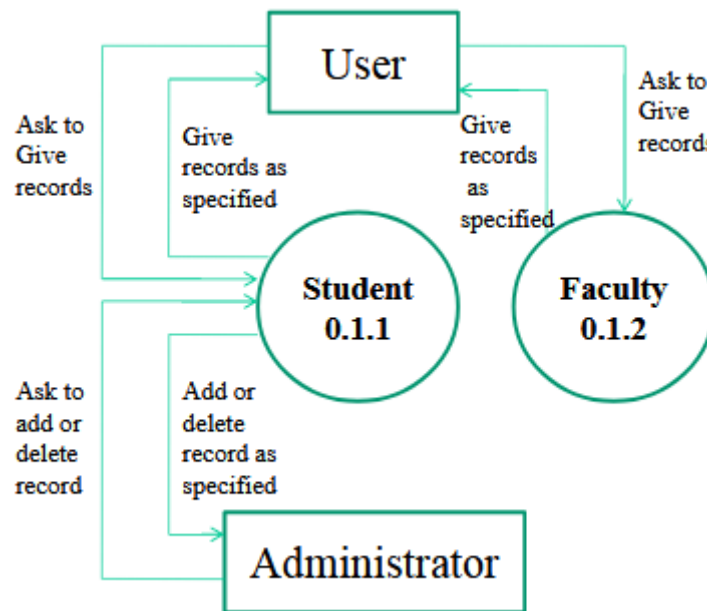 User
Ask to
Give
records
Give
records as
specified
Give
records
as
specified
Ask to
Give
records
Student
0.1.1
Faculty
0.1.2
Ask to
add or
delete
record
Add or
delete
record as
specified
Administrator